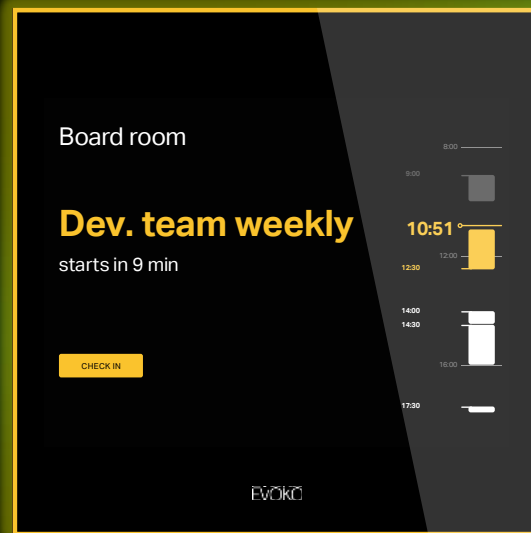 Board room
Dev. team weekly
starts in 9 min
CHECK IN
8:00
9:00
10:51
12:00
12:30
14:00
14:30
16:00
17:30
EVOKO